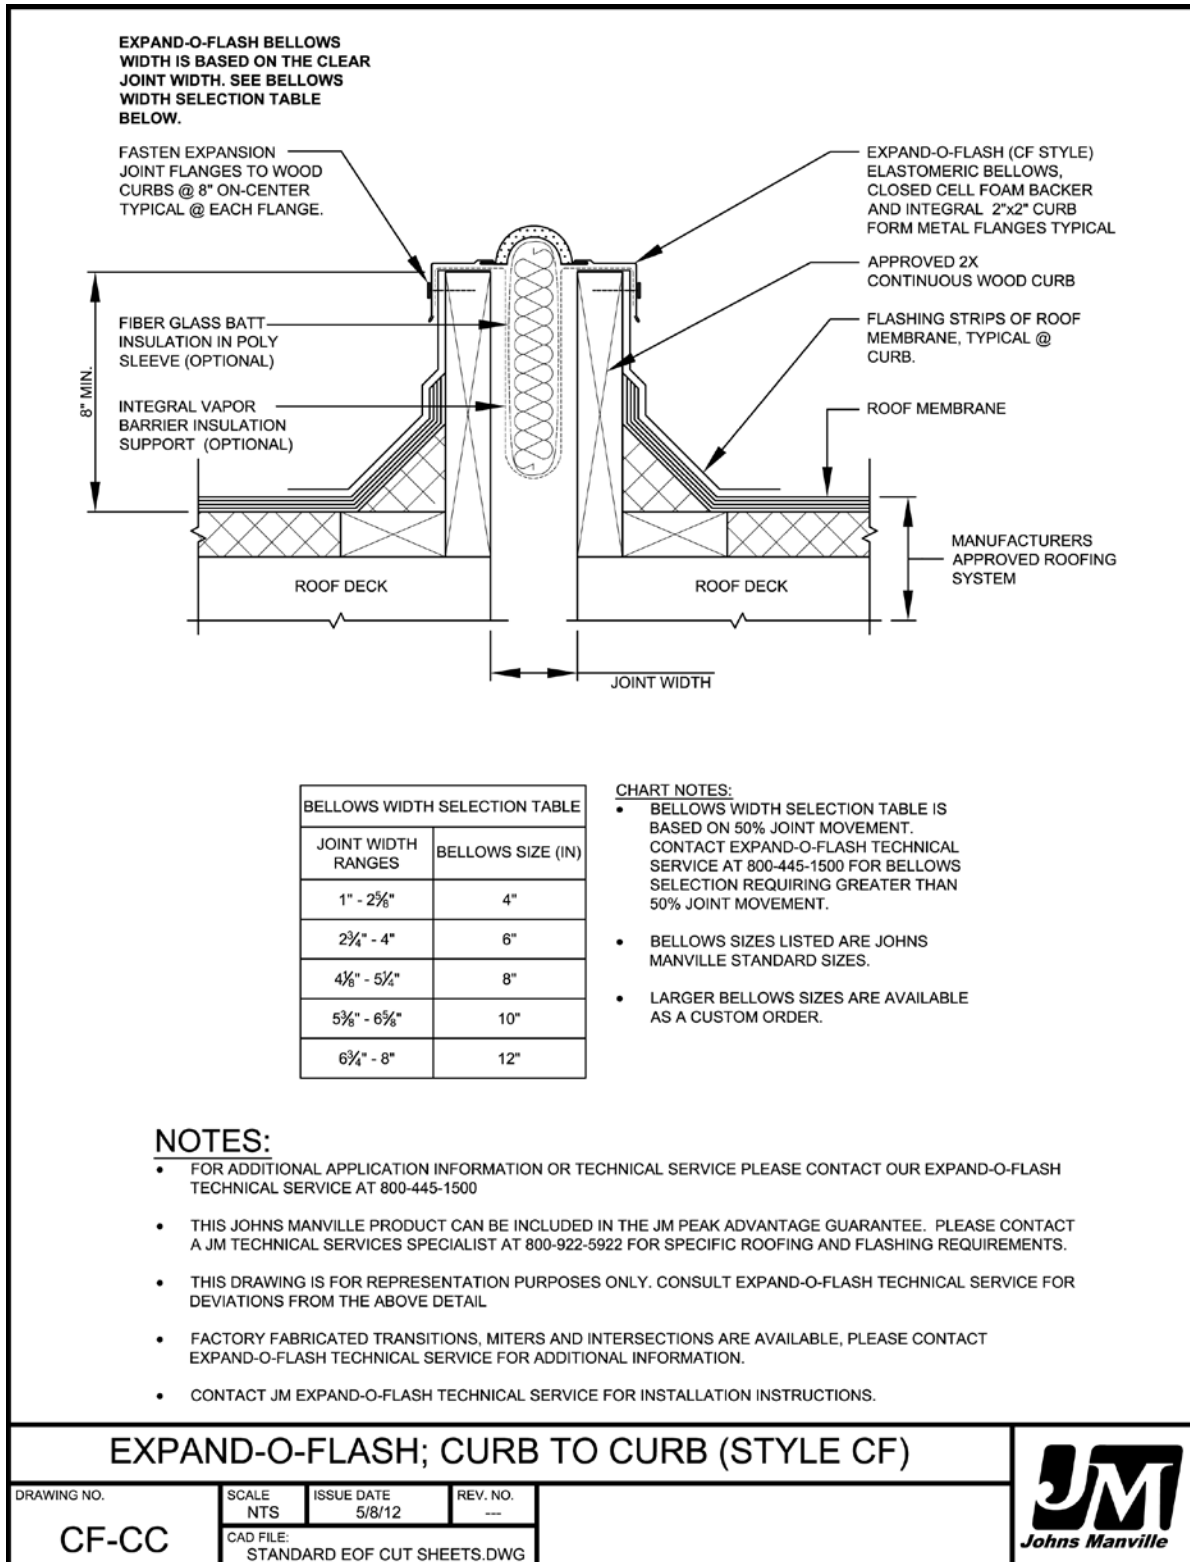 EXPAND-O-FLASH BELLOWS
WIDTH IS BASED ON THE CLEAR
JOINT WIDTH. SEE BELLOWS
WIDTH SELECTION TABLE
BELOW.
FASTEN EXPANSION
JOINT FLANGES TO WOOD
CURBS @ 8" ON-CENTER
TYPICAL @ EACH FLANGE.
EXPAND-O-FLASH (CF STYLE)
ELASTOMERIC BELLOWS,
CLOSED CELL FOAM BACKER
AND INTEGRAL 2"x2" CURB
FORM METAL FLANGES TYPICAL
APPROVED 2X
CONTINUOUS WOOD CURB
FIBER GLASS BATT
INSULATION IN POLY
SLEEVE (OPTIONAL)
FLASHING STRIPS OF ROOF
MEMBRANE, TYPICAL @
CURB.
8" MIN.
INTEGRAL VAPOR
BARRIER INSULATION
SUPPORT (OPTIONAL)
ROOF MEMBRANE
MANUFACTURERS
APPROVED ROOFING
SYSTEM
ROOF DECK
ROOF DECK
JOINT WIDTH
BELLOWS WIDTH SELECTION TABLE
JOINT WIDTH
RANGES
BELLOWS SIZE (IN)
1" - 2⅝" 4"
2¾" - 4" 6"
4⅛" - 5¼" 8"
5⅜" - 6⅝" 10"
6¾" - 8" 12"
CHART NOTES:
• BELLOWS WIDTH SELECTION TABLE IS
BASED ON 50% JOINT MOVEMENT.
CONTACT EXPAND-O-FLASH TECHNICAL
SERVICE AT 800-445-1500 FOR BELLOWS
SELECTION REQUIRING GREATER THAN
50% JOINT MOVEMENT.
• BELLOWS SIZES LISTED ARE JOHNS
MANVILLE STANDARD SIZES.
• LARGER BELLOWS SIZES ARE AVAILABLE
AS A CUSTOM ORDER.
NOTES:
• FOR ADDITIONAL APPLICATION INFORMATION OR TECHNICAL SERVICE PLEASE CONTACT OUR EXPAND-O-FLASH
TECHNICAL SERVICE AT 800-445-1500
• THIS JOHNS MANVILLE PRODUCT CAN BE INCLUDED IN THE JM PEAK ADVANTAGE GUARANTEE. PLEASE CONTACT
A JM TECHNICAL SERVICES SPECIALIST AT 800-922-5922 FOR SPECIFIC ROOFING AND FLASHING REQUIREMENTS.
• THIS DRAWING IS FOR REPRESENTATION PURPOSES ONLY. CONSULT EXPAND-O-FLASH TECHNICAL SERVICE FOR
DEVIATIONS FROM THE ABOVE DETAIL
• FACTORY FABRICATED TRANSITIONS, MITERS AND INTERSECTIONS ARE AVAILABLE, PLEASE CONTACT
EXPAND-O-FLASH TECHNICAL SERVICE FOR ADDITIONAL INFORMATION.
• CONTACT JM EXPAND-O-FLASH TECHNICAL SERVICE FOR INSTALLATION INSTRUCTIONS.
EXPAND-O-FLASH; CURB TO CURB (STYLE CF)
DRAWING NO.
CF-CC
SCALE
NTS
ISSUE DATE
5/8/12
REV. NO.
---
CAD FILE:
STANDARD EOF CUT SHEETS.DWG
JM
Johns Manville